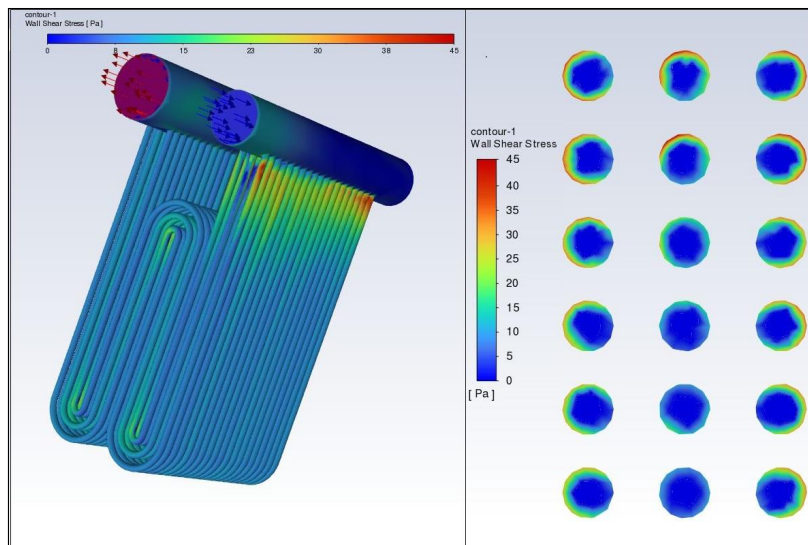 contour-1
Wall Shear Stress [ Pa ]
0 8 15 23 30 38 45
contour-1
Wall Shear Stress
45
40
35
30
25
20
15
10
5
0
[ Pa ]